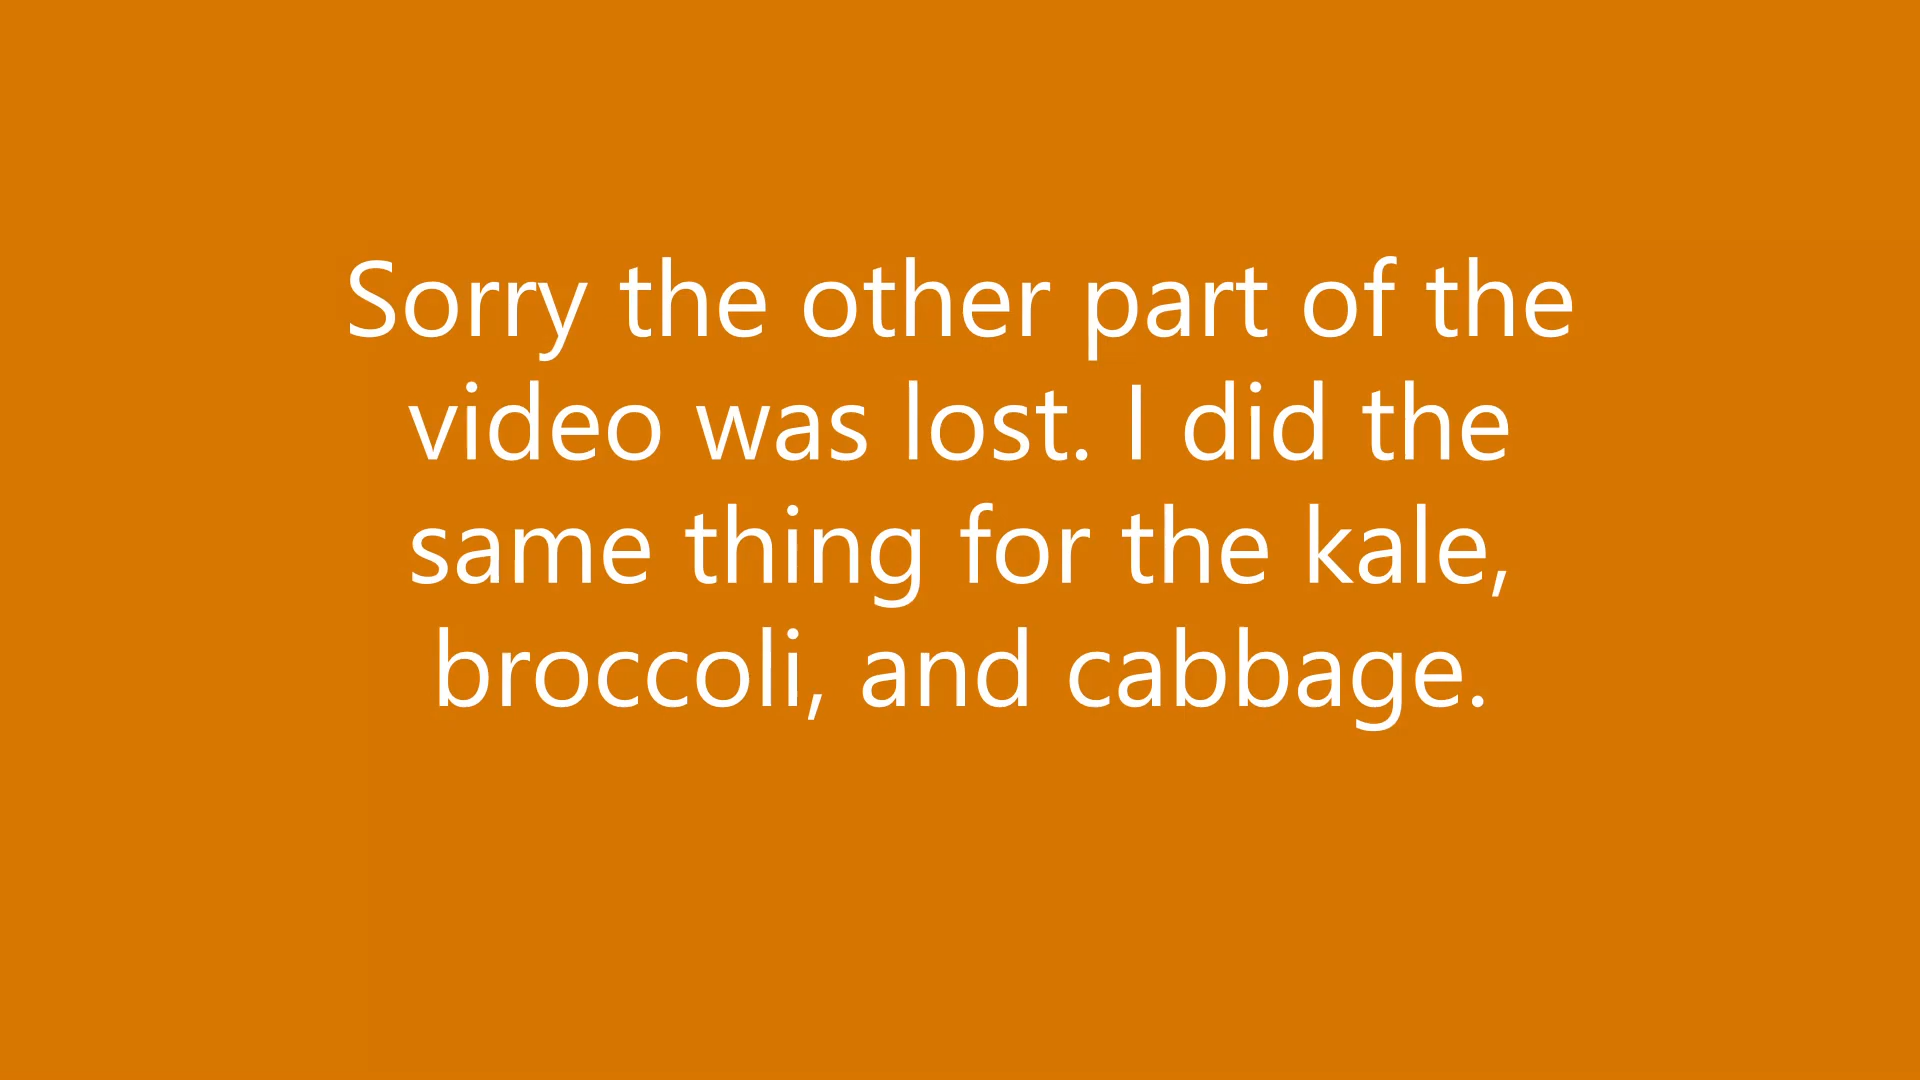 Sorry the other part of the
video was lost. I did the
same thing for the kale,
broccoli, and cabbage.